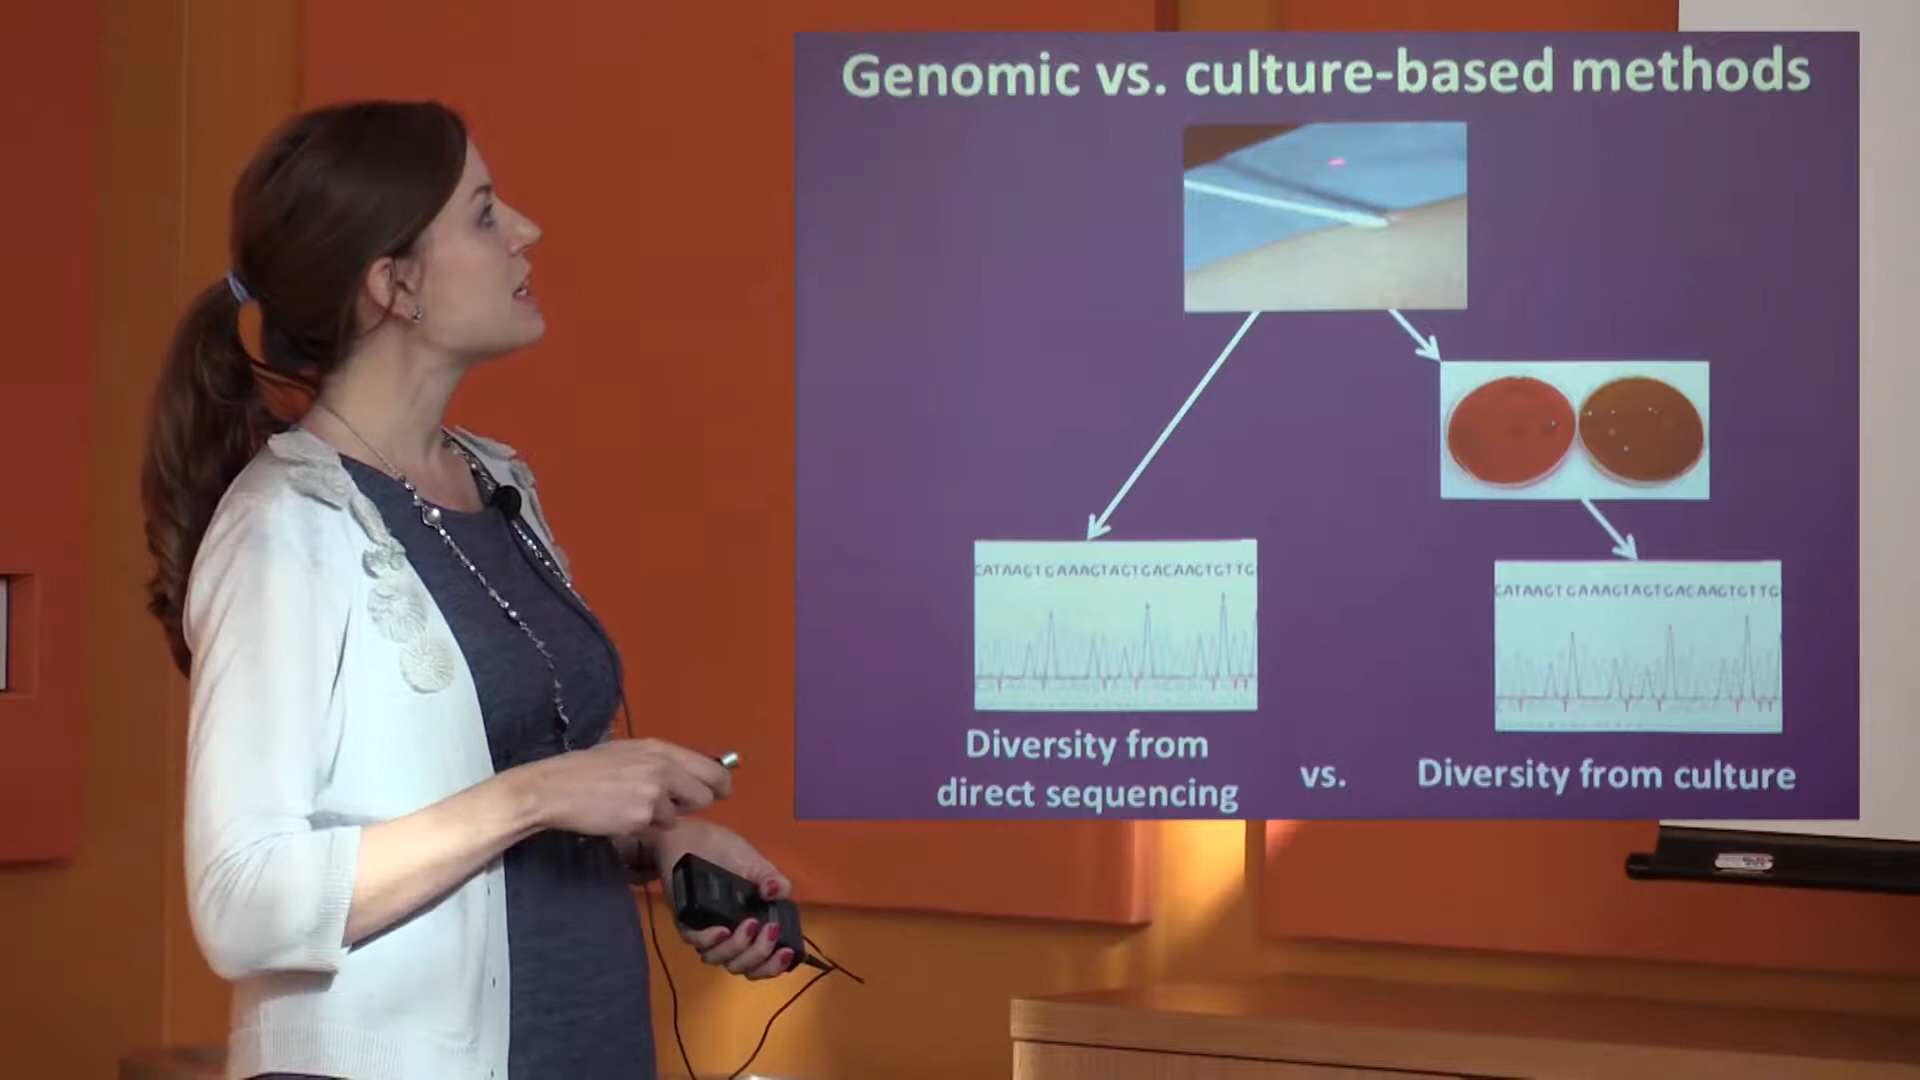 Genomic vs. culture-based methods
CATAAGTGAAAGTAGTGACAAGTGTTG
CATAAGTGAAAGTAGTGACAAGTGTTG
Diversity from
direct sequencing
vs.
Diversity from culture